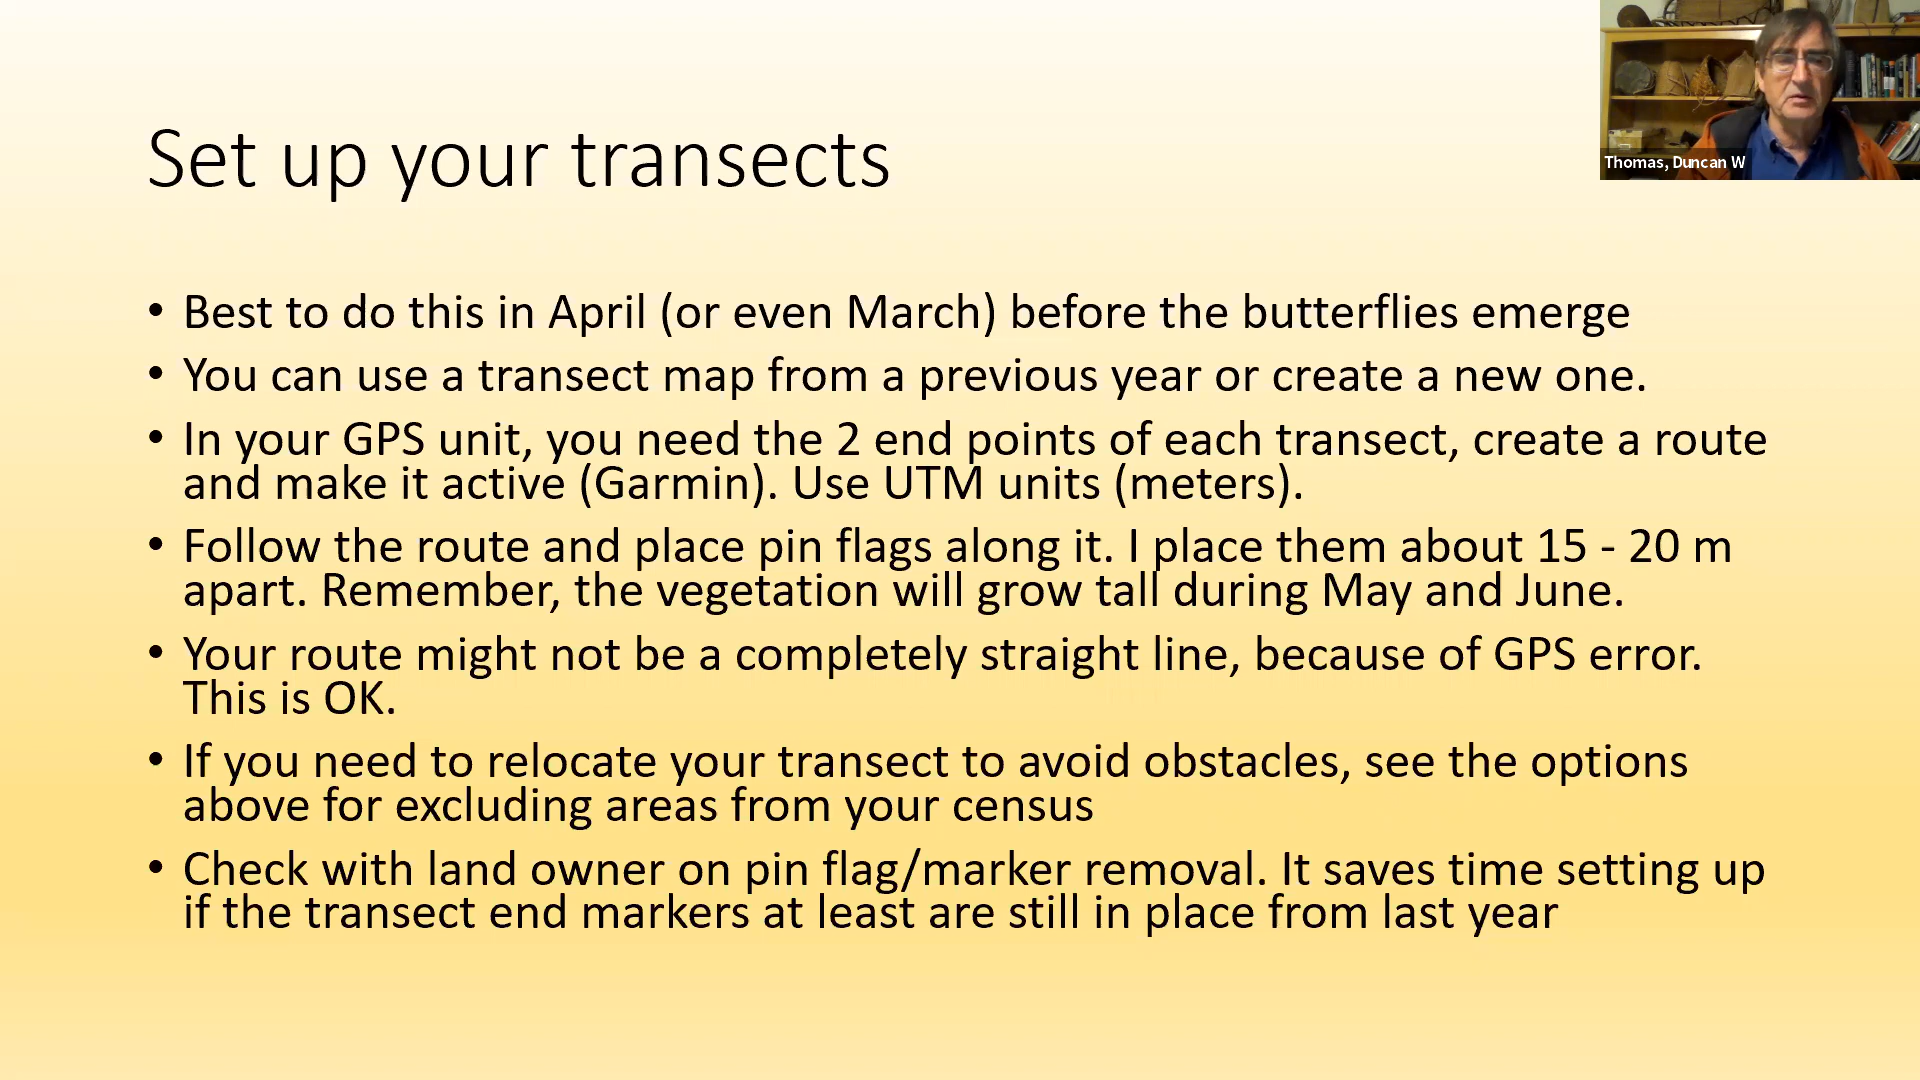 Set up your transects
Thomas, Duncan W
• Best to do this in April (or even March) before the butterflies emerge
• You can use a transect map from a previous year or create a new one.
• In your GPS unit, you need the 2 end points of each transect, create a route
and make it active (Garmin). Use UTM units (meters).
• Follow the route and place pin flags along it. I place them about 15 - 20 m
apart. Remember, the vegetation will grow tall during May and June.
• Your route might not be a completely straight line, because of GPS error.
This is OK.
• If you need to relocate your transect to avoid obstacles, see the options
above for excluding areas from your census
• Check with land owner on pin flag/marker removal. It saves time setting up
if the transect end markers at least are still in place from last year